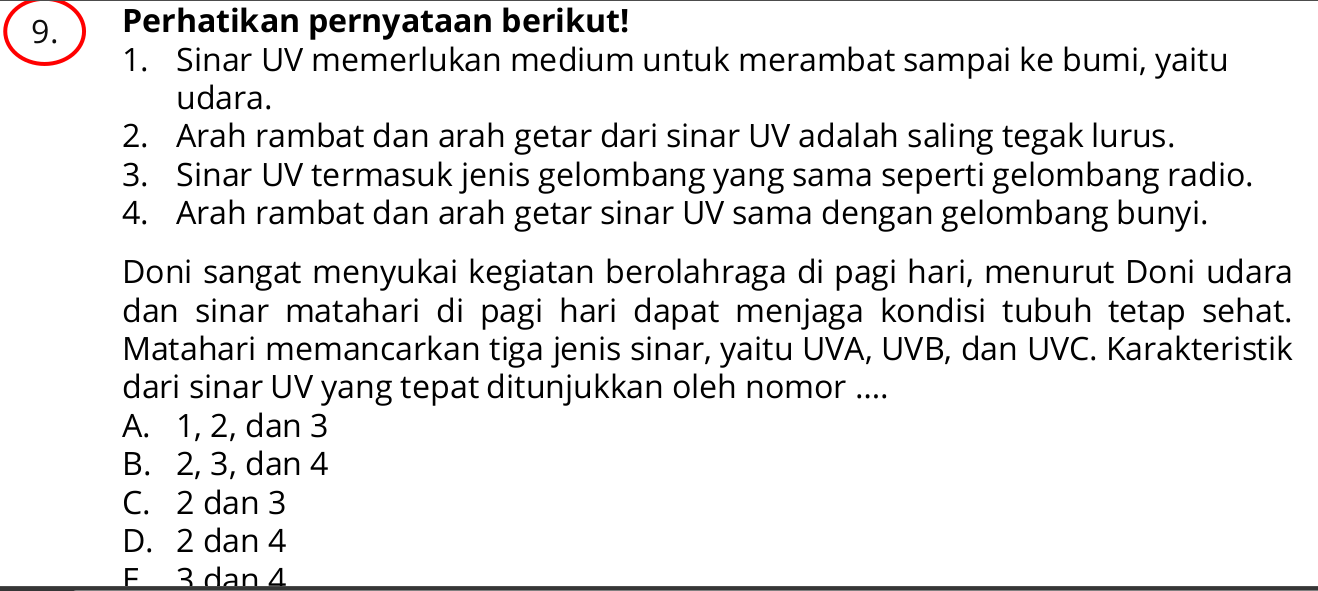 9. Perhatikan pernyataan berikut!
1. Sinar UV memerlukan medium untuk merambat sampai ke bumi, yaitu
udara.
2. Arah rambat dan arah getar dari sinar UV adalah saling tegak lurus.
3. Sinar UV termasuk jenis gelombang yang sama seperti gelombang radio.
4. Arah rambat dan arah getar sinar UV sama dengan gelombang bunyi.
Doni sangat menyukai kegiatan berolahraga di pagi hari, menurut Doni udara
dan sinar matahari di pagi hari dapat menjaga kondisi tubuh tetap sehat.
Matahari memancarkan tiga jenis sinar, yaitu UVA, UVB, dan UVC. Karakteristik
dari sinar UV yang tepat ditunjukkan oleh nomor ....
A. 1, 2, dan 3
B. 2, 3, dan 4
C. 2 dan 3
D. 2 dan 4
E 3 dan 4